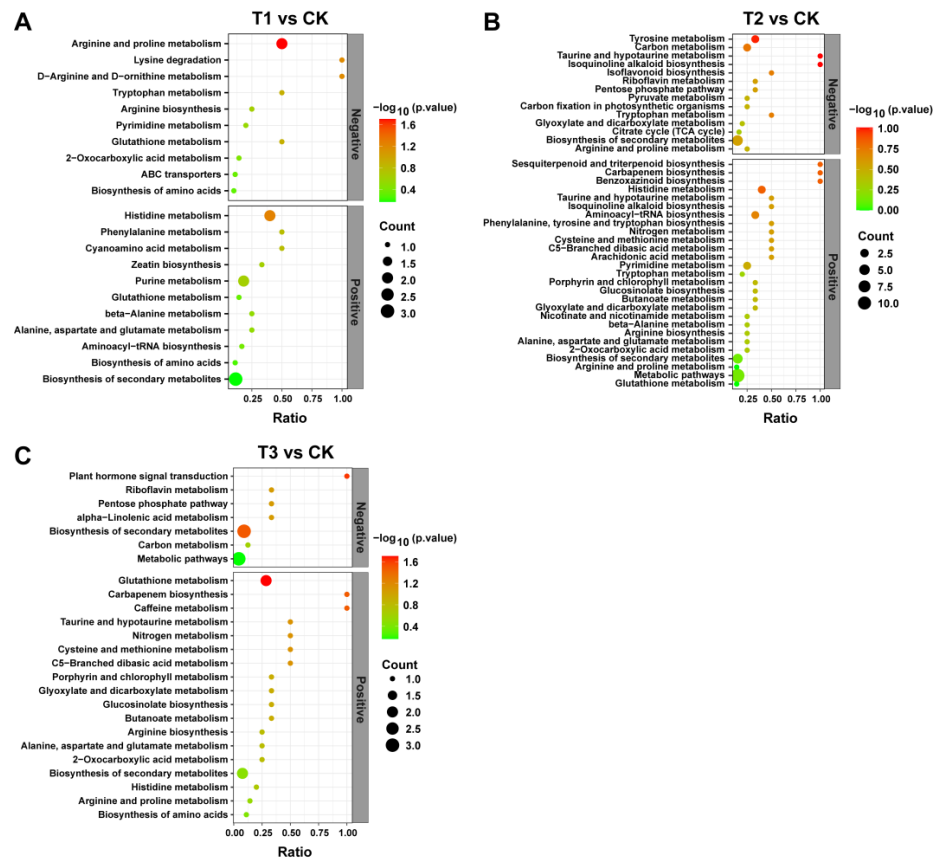 A
T1 vs CK
Arginine and proline metabolism
Lysine degradation
D−Arginine and D−ornithine metabolism
Tryptophan metabolism
Arginine biosynthesis
Pyrimidine metabolism
Glutathione metabolism
2−Oxocarboxylic acid metabolism
ABC transporters
Biosynthesis of amino acids
Negative
Histidine metabolism
Phenylalanine metabolism
Cyanoamino acid metabolism
Zeatin biosynthesis
Purine metabolism
Glutathione metabolism
beta−Alanine metabolism
Alanine, aspartate and glutamate metabolism
Aminoacyl−tRNA biosynthesis
Biosynthesis of amino acids
Biosynthesis of secondary metabolites
Positive
0.25 0.50 0.75 1.00
Ratio
−log10 (p.value)
1.6
1.2
0.8
0.4
Count
1.0
1.5
2.0
2.5
3.0
B
T2 vs CK
Tyrosine metabolism
Carbon metabolism
Taurine and hypotaurine metabolism
Isoquinoline alkaloid biosynthesis
Isoflavonoid biosynthesis
Riboflavin metabolism
Pentose phosphate pathway
Pyruvate metabolism
Carbon fixation in photosynthetic organisms
Tryptophan metabolism
Glyoxylate and dicarboxylate metabolism
Citrate cycle (TCA cycle)
Biosynthesis of secondary metabolites
Arginine and proline metabolism
Negative
Sesquiterpenoid and triterpenoid biosynthesis
Carbapenem biosynthesis
Benzoxazinoid biosynthesis
Histidine metabolism
Taurine and hypotaurine metabolism
Isoquinoline alkaloid biosynthesis
Aminoacyl−tRNA biosynthesis
Phenylalanine, tyrosine and tryptophan biosynthesis
Nitrogen metabolism
Cysteine and methionine metabolism
C5−Branched dibasic acid metabolism
Arachidonic acid metabolism
Pyrimidine metabolism
Tryptophan metabolism
Porphyrin and chlorophyll metabolism
Glucosinolate biosynthesis
Butanoate metabolism
Glyoxylate and dicarboxylate metabolism
Nicotinate and nicotinamide metabolism
beta−Alanine metabolism
Arginine biosynthesis
Alanine, aspartate and glutamate metabolism
2−Oxocarboxylic acid metabolism
Biosynthesis of secondary metabolites
Arginine and proline metabolism
Metabolic pathways
Glutathione metabolism
Positive
0.25 0.50 0.75 1.00
Ratio
−log10 (p.value)
1.00
0.75
0.50
0.25
0.00
Count
2.5
5.0
7.5
10.0
C
T3 vs CK
Plant hormone signal transduction
Riboflavin metabolism
Pentose phosphate pathway
alpha−Linolenic acid metabolism
Biosynthesis of secondary metabolites
Carbon metabolism
Metabolic pathways
Negative
Glutathione metabolism
Carbapenem biosynthesis
Caffeine metabolism
Taurine and hypotaurine metabolism
Nitrogen metabolism
Cysteine and methionine metabolism
C5−Branched dibasic acid metabolism
Porphyrin and chlorophyll metabolism
Glyoxylate and dicarboxylate metabolism
Glucosinolate biosynthesis
Butanoate metabolism
Arginine biosynthesis
Alanine, aspartate and glutamate metabolism
2−Oxocarboxylic acid metabolism
Biosynthesis of secondary metabolites
Histidine metabolism
Arginine and proline metabolism
Biosynthesis of amino acids
Positive
0.00 0.25 0.50 0.75 1.00
Ratio
−log10 (p.value)
1.6
1.2
0.8
0.4
Count
1.0
1.5
2.0
2.5
3.0